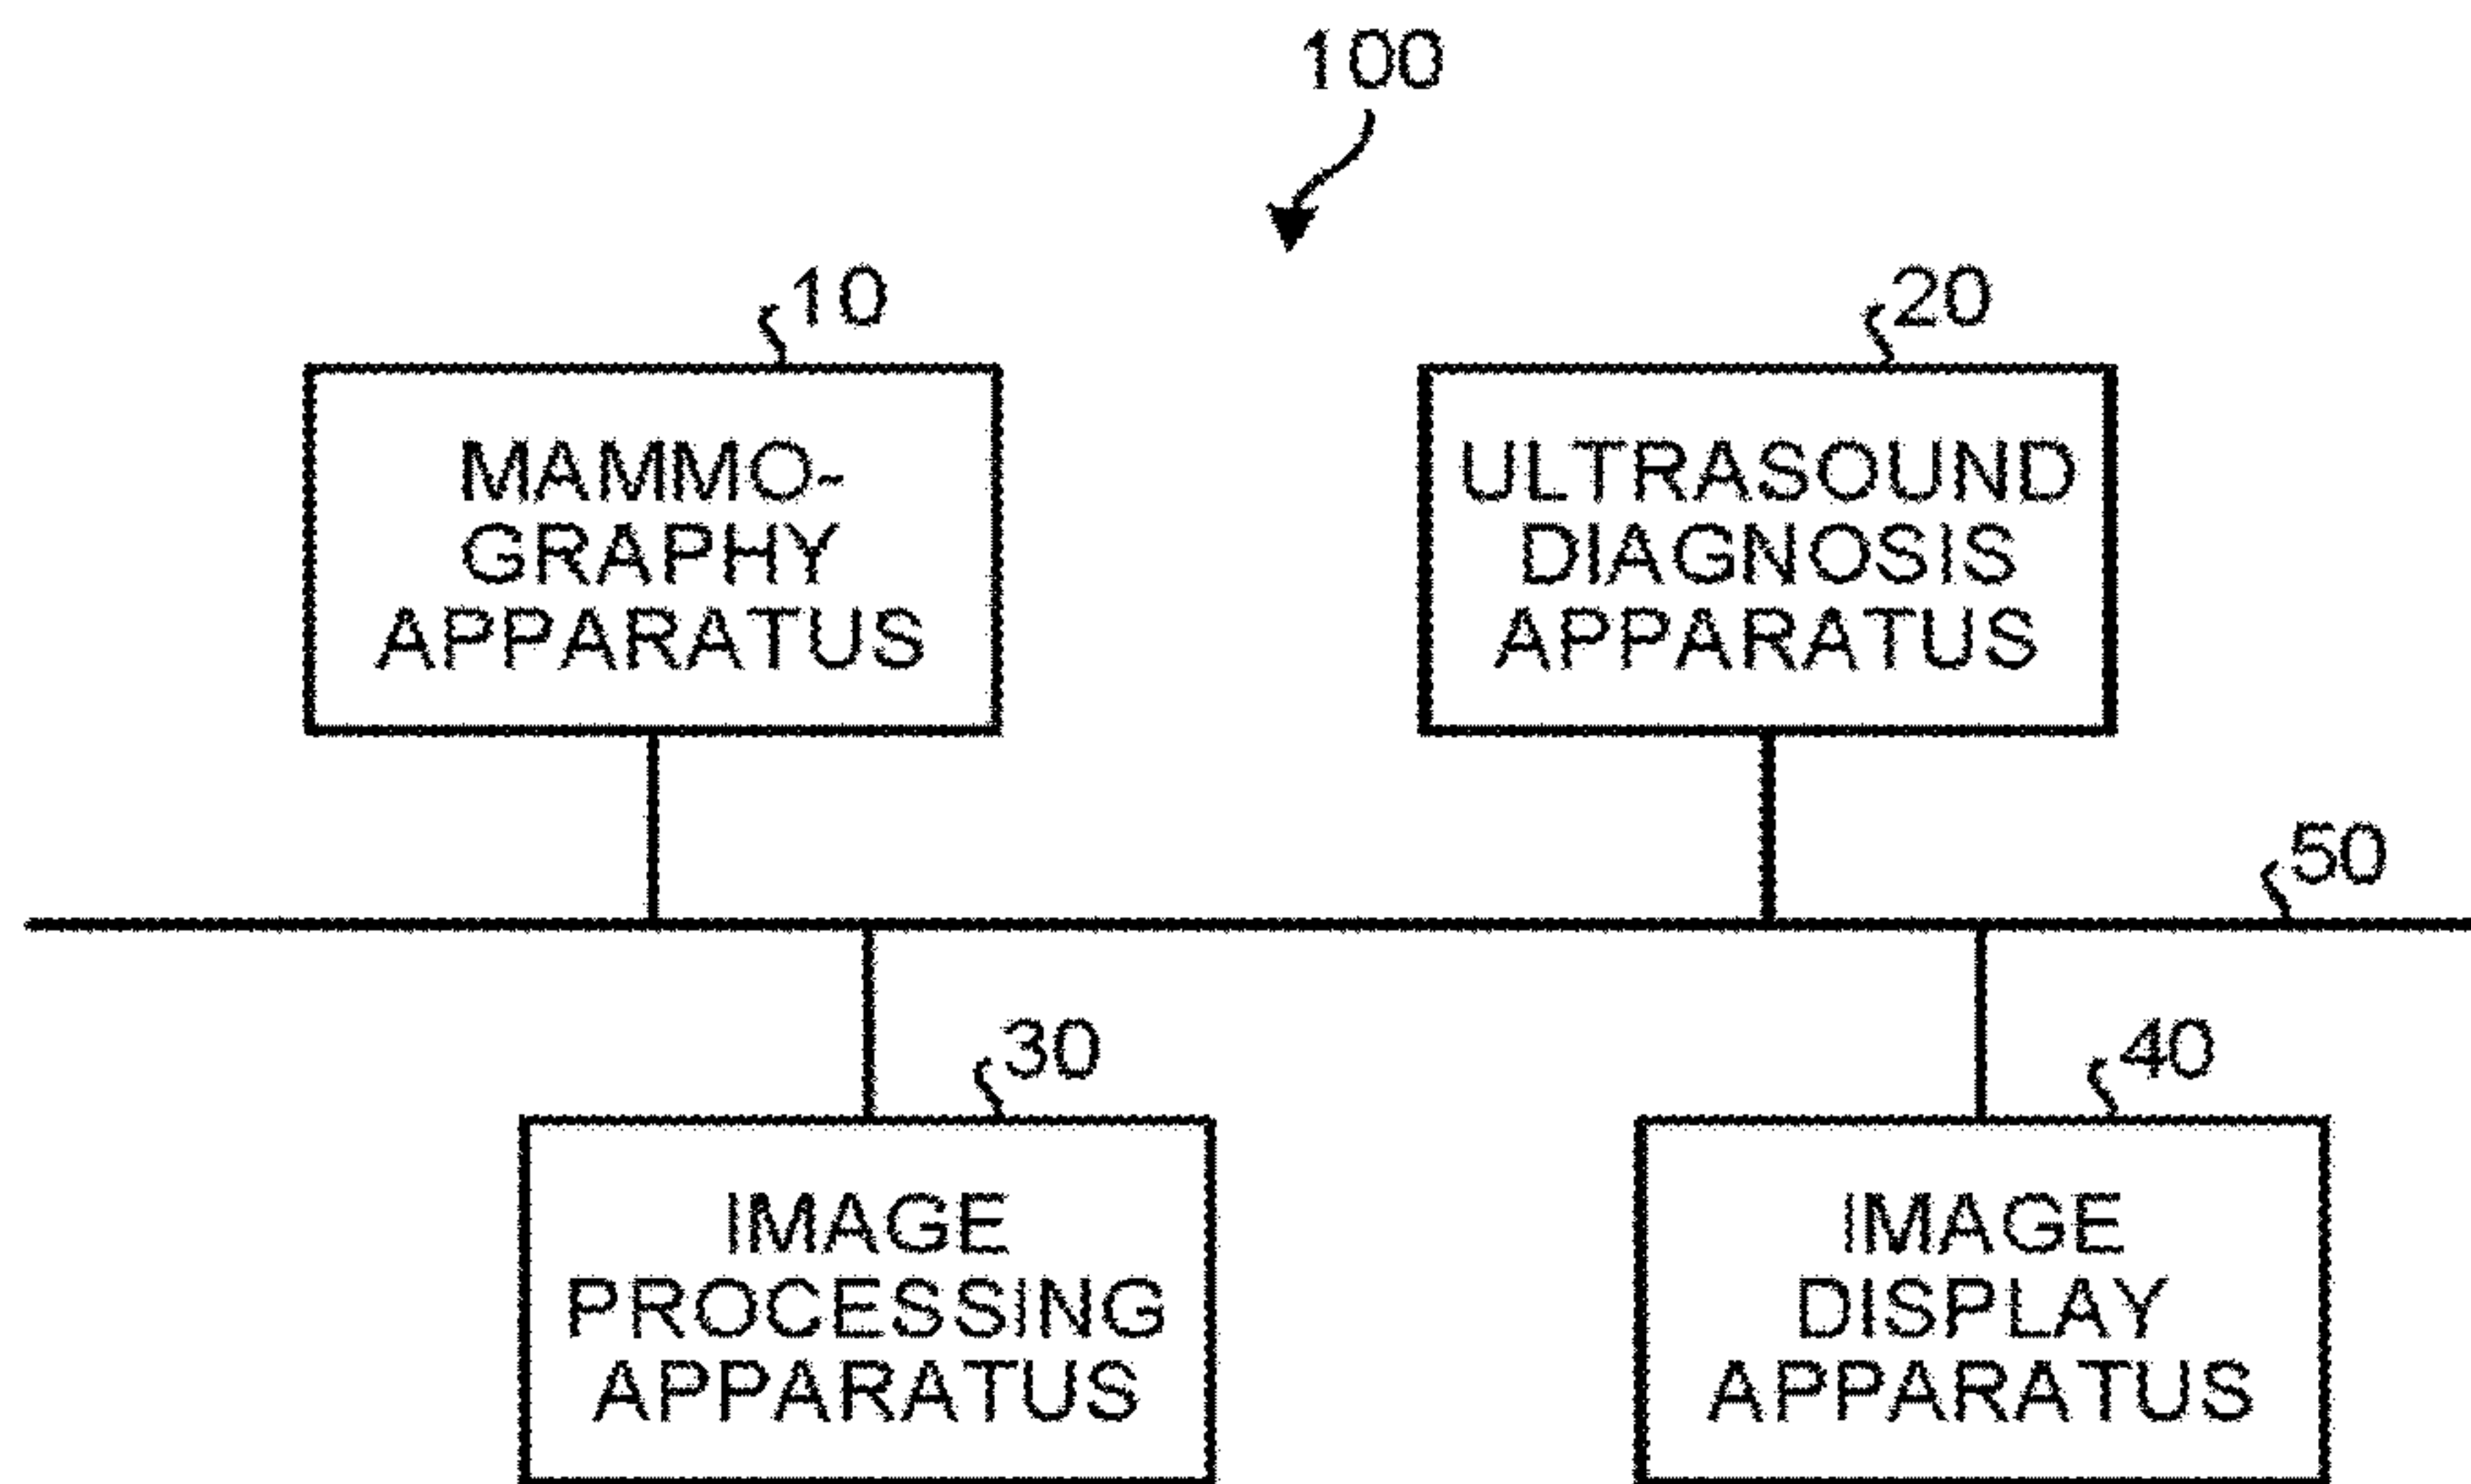 100
10
20
MAMMO-
GRAPHY
APPARATUS
ULTRASOUND
DIAGNOSIS
APPARATUS
50
30
40
IMAGE
PROCESSING
APPARATUS
IMAGE
DISPLAY
APPARATUS